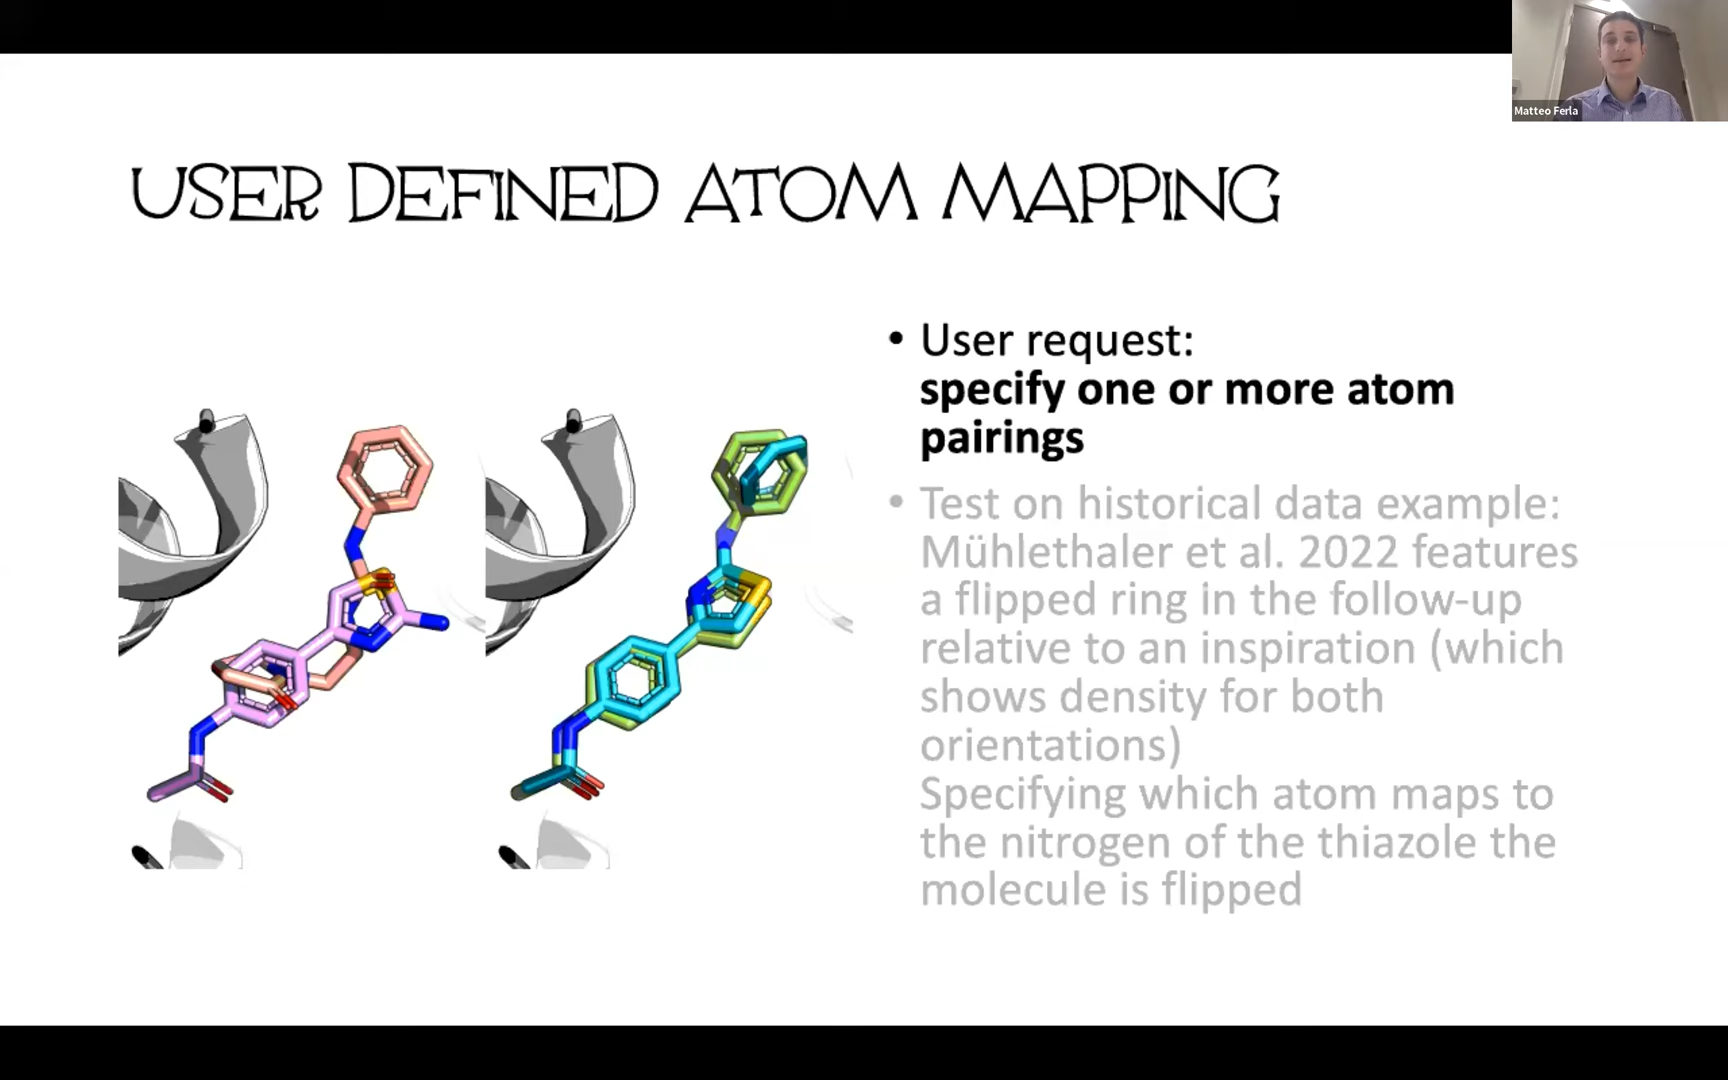 Matteo Ferla
USER DEFINED ATOM MAPPING
• User request:
specify one or more atom
pairings
• Test on historical data example:
Mühlethaler et al. 2022 features
a flipped ring in the follow-up
relative to an inspiration (which
shows density for both
orientations)
Specifying which atom maps to
the nitrogen of the thiazole the
molecule is flipped